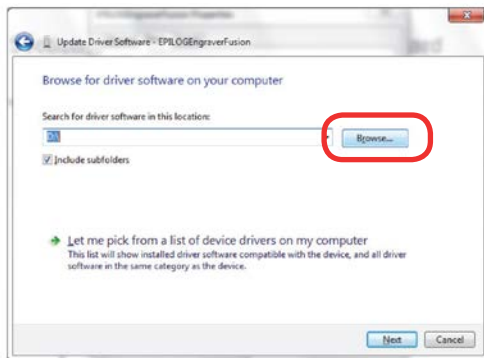 Update Driver Software - EPILOGEngraverFusion
Browse for driver software on your computer
Search for driver software in this location:
Browse...
Include subfolders
Let me pick from a list of device drivers on my computer
This list will show installed driver software compatible with the device, and all driver
software in the same category as the device.
Next
Cancel